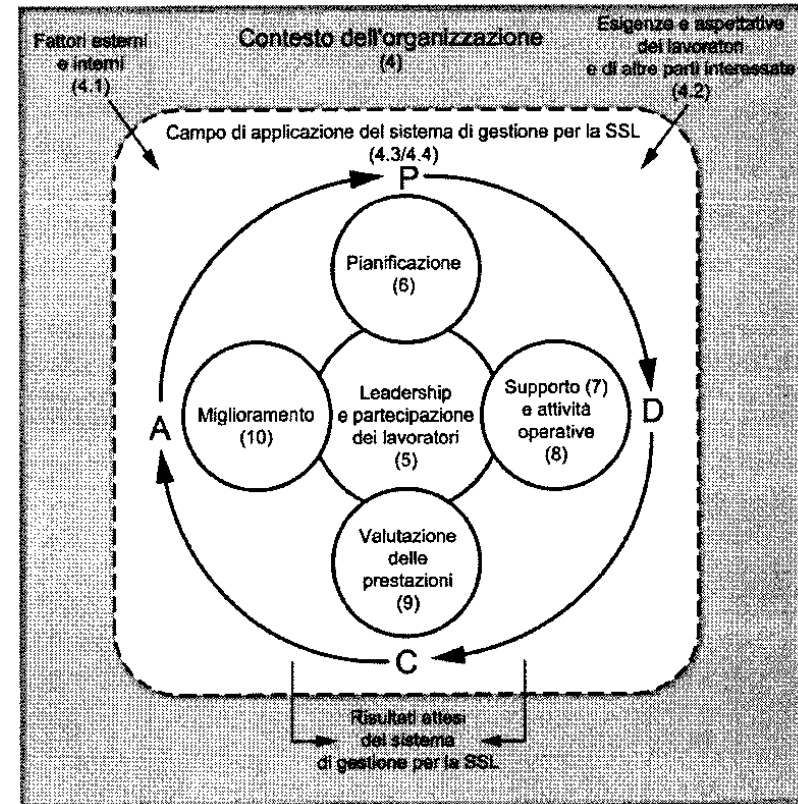 Fattori esterni
e interni
(4.1)
Contesto dell'organizzazione
(4)
Esigenze e aspettative
dei lavoratori
e di altre parti interessate
(4.2)
Campo di applicazione del sistema di gestione per la SSL
(4.3/4.4)
P
Pianificazione
(6)
A
Miglioramento
(10)
Leadership
e partecipazione
dei lavoratori
(5)
Supporto (7)
e attività
operative
(8)
D
Valutazione
delle
prestazioni
(9)
C
Risultati attesi
del sistema
di gestione per la SSL